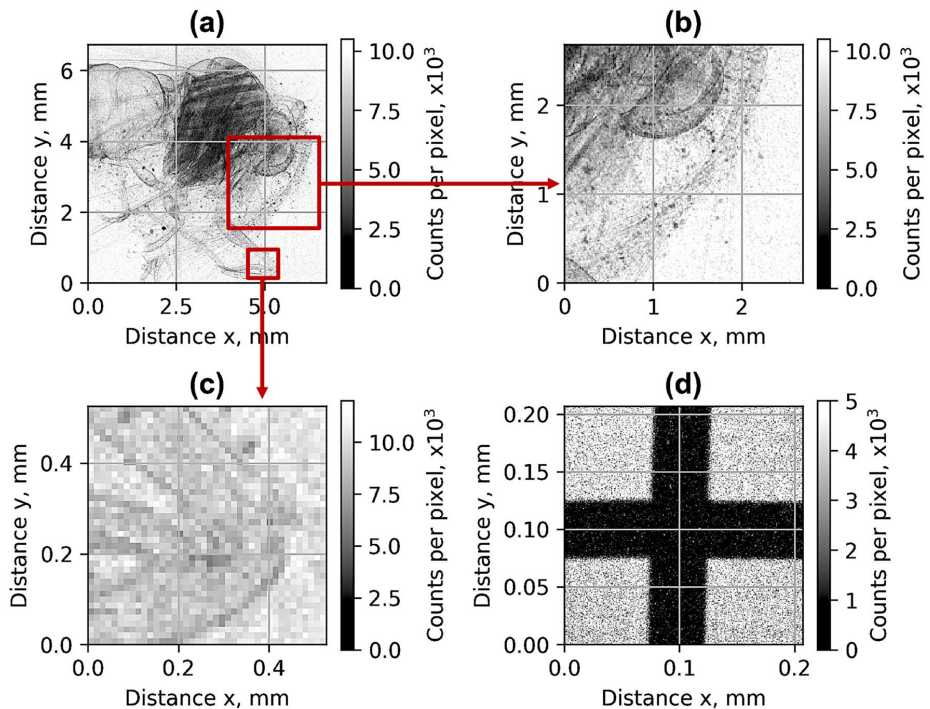 (a)
Distance y, mm
6
4
2
0
0.0 2.5 5.0
Distance x, mm
10.0
7.5
5.0
2.5
0.0
Counts per pixel, x10³
(b)
Distance y, mm
2
1
0
0 1 2
Distance x, mm
10.0
7.5
5.0
2.5
0.0
Counts per pixel, x10³
(c)
Distance y, mm
0.4
0.2
0.0
0.0 0.2 0.4
Distance x, mm
10.0
7.5
5.0
2.5
0.0
Counts per pixel, x10³
(d)
Distance y, mm
0.20
0.15
0.10
0.05
0.00
0.0 0.1 0.2
Distance x, mm
5
4
3
2
1
0
Counts per pixel, x10³